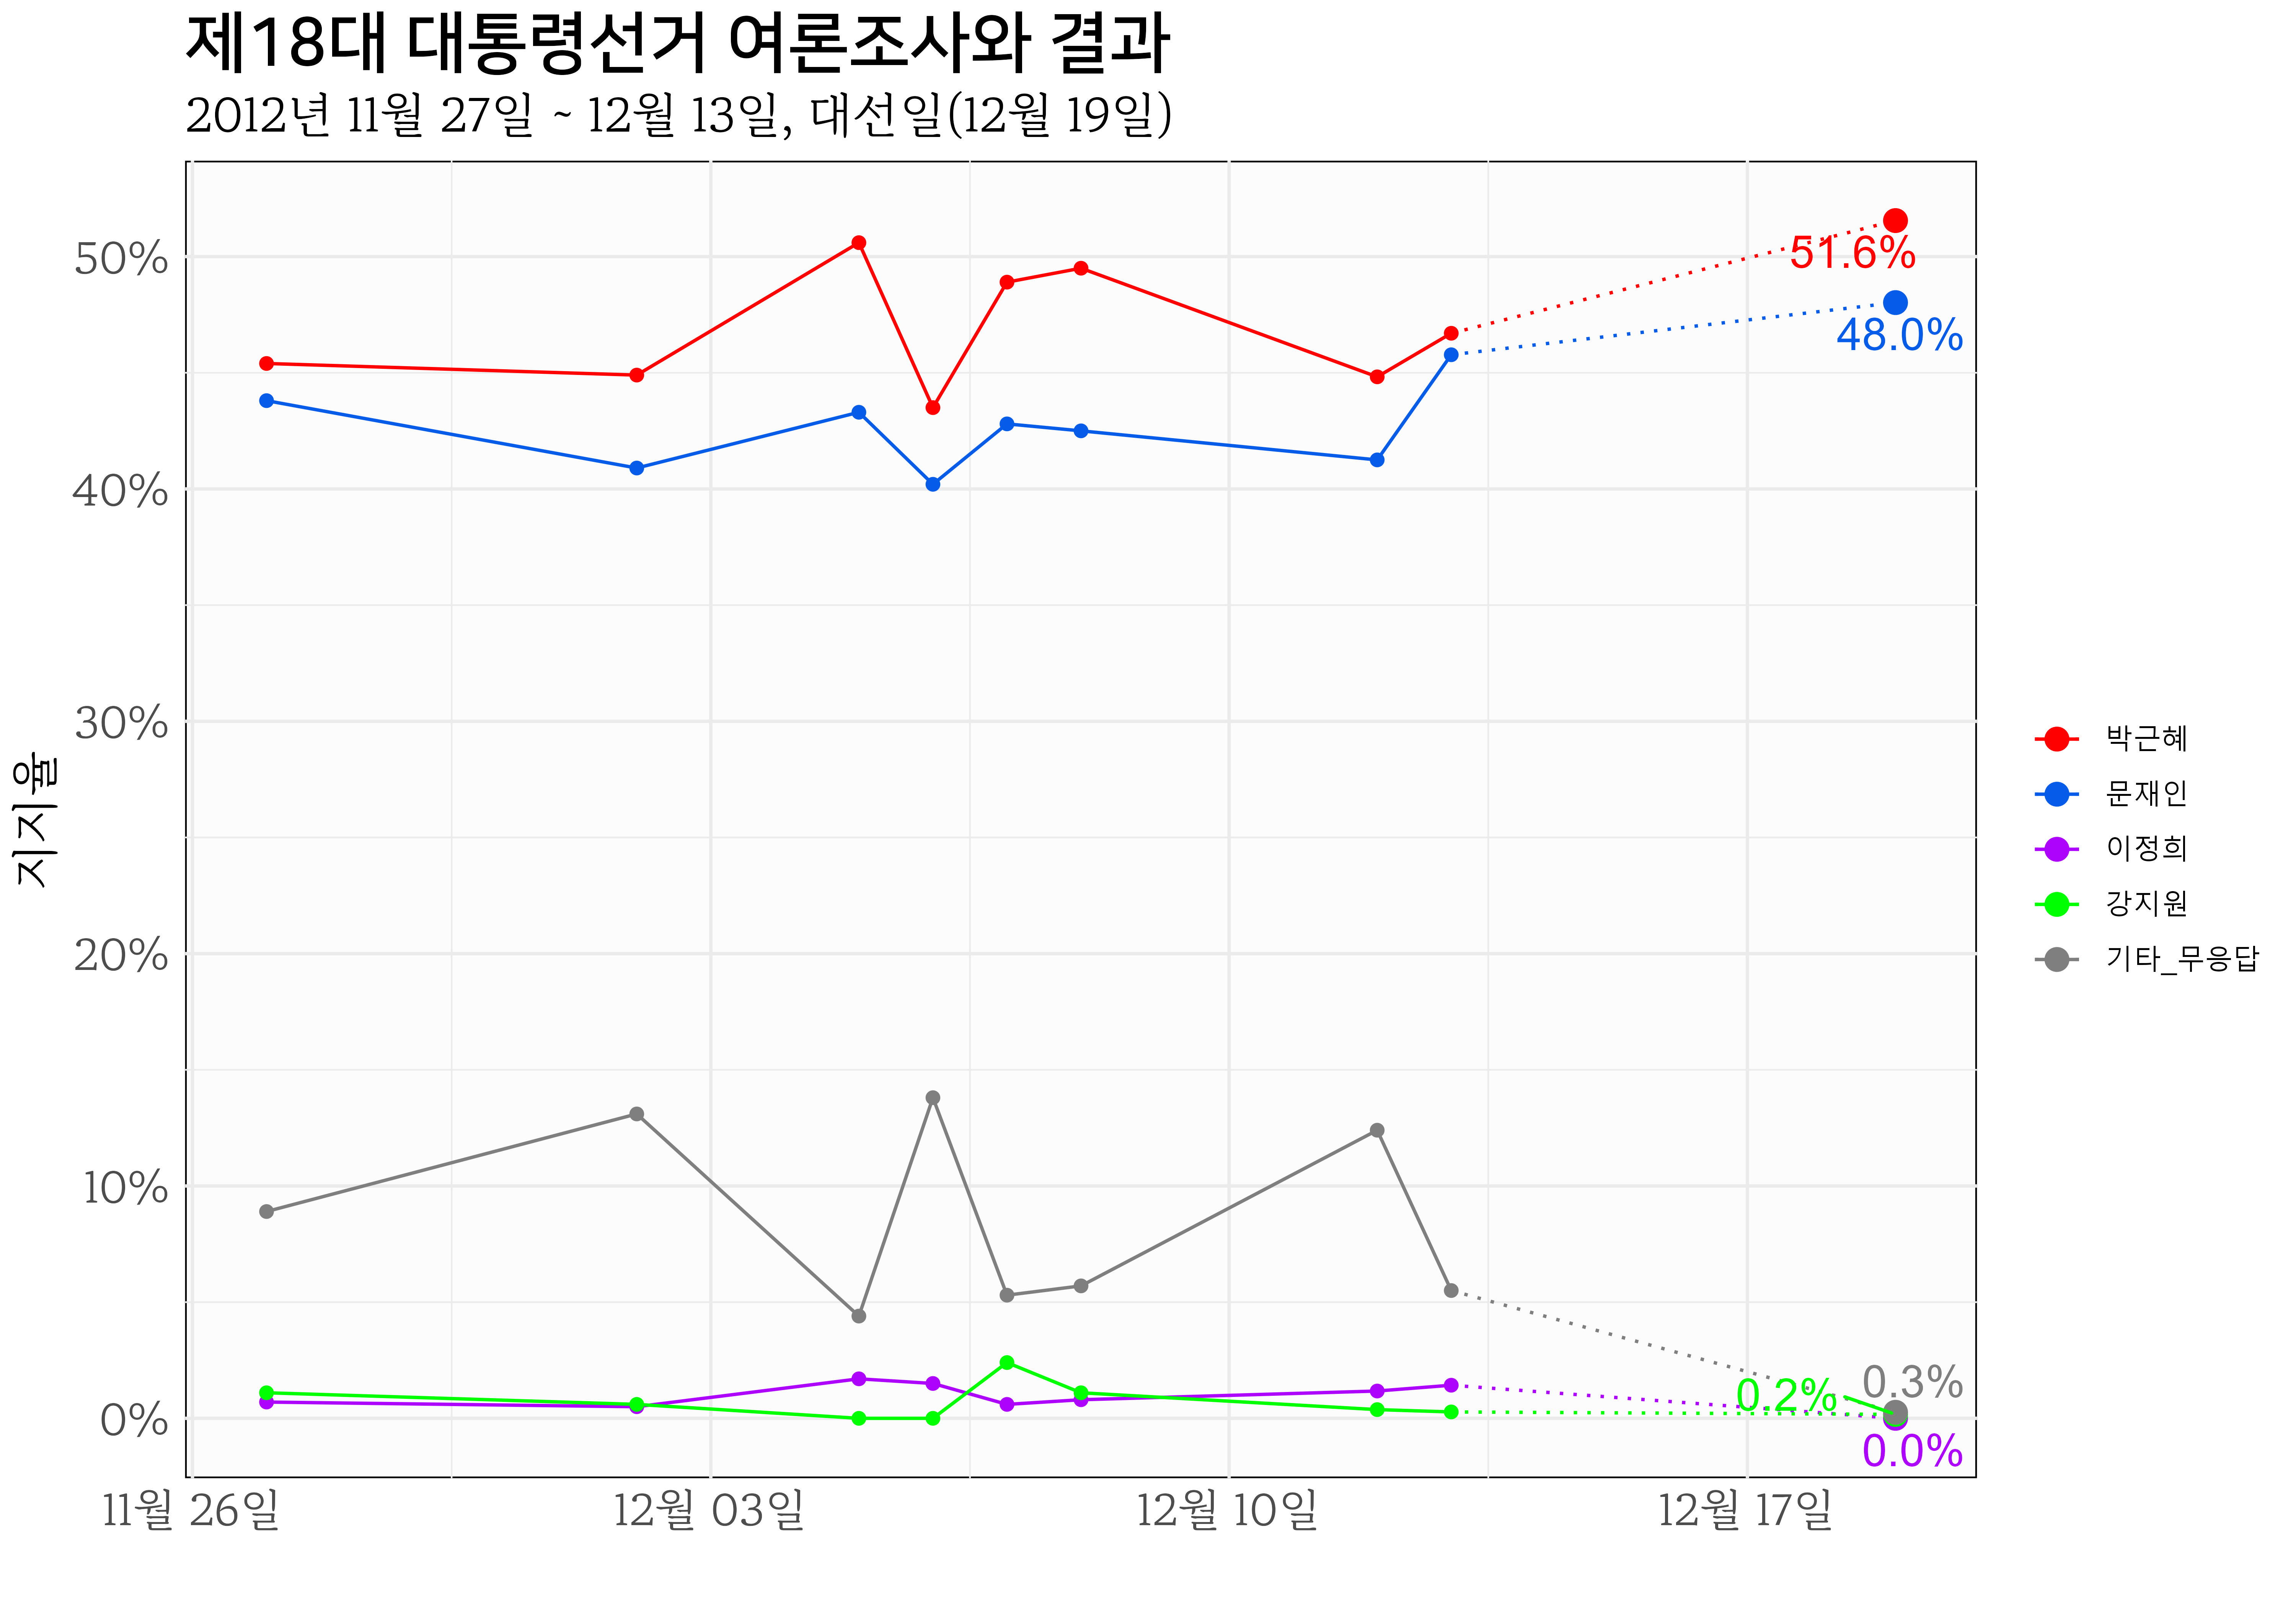 제18대 대통령선거 여론조사와 결과
2012년 11월 27일 ~ 12월 13일, 대선일(12월 19일)
지지율
50%
40%
30%
20%
10%
0%
51.6%
48.0%
0.3%
0.2%
0.0%
11월 26일
12월 03일
12월 10일
12월 17일
박근혜
문재인
이정희
강지원
기타_무응답